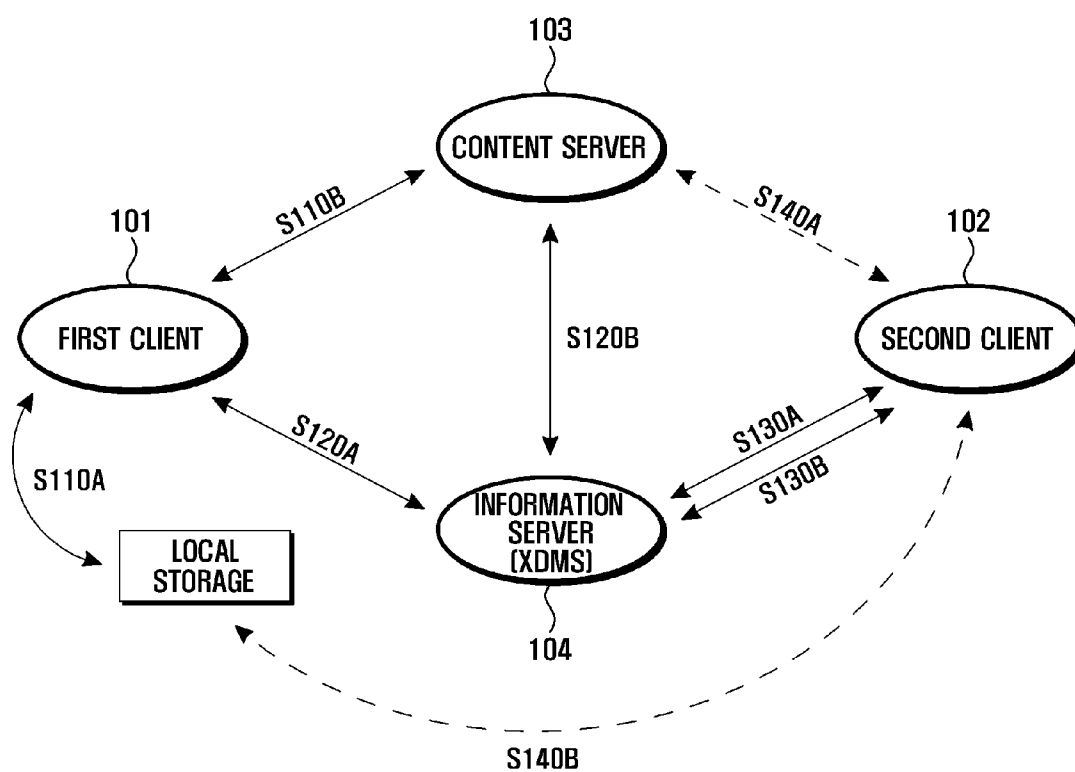 103
CONTENT SERVER
S110B
S140A
101
102
FIRST CLIENT
S120B
SECOND CLIENT
S120A
S130A
S130B
S110A
INFORMATION
SERVER
(XDMS)
LOCAL
STORAGE
104
S140B